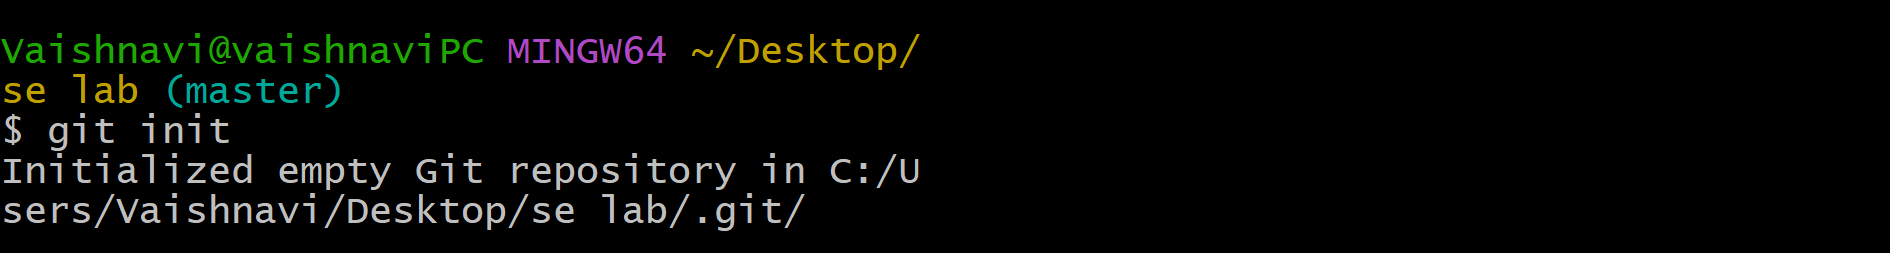 Vaishnavi@vaishnaviPC MINGW64 ~/Desktop/
se lab (master)
$ git init
Initialized empty Git repository in C:/U
sers/Vaishnavi/Desktop/se lab/.git/